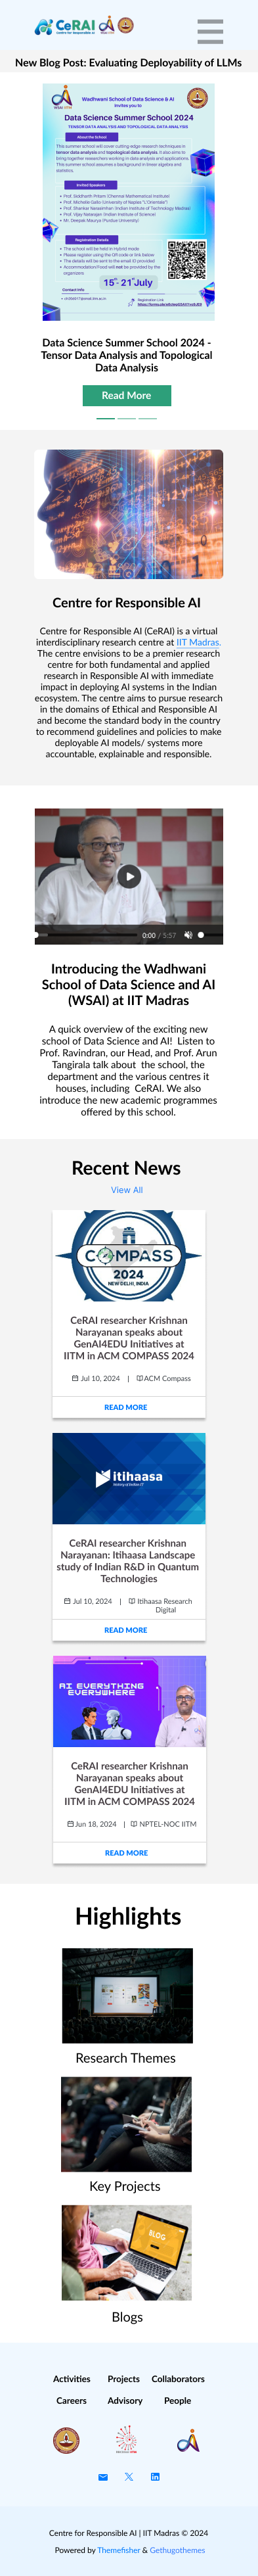 CeRAI
New Blog Post: Evaluating Deployability of LLMs
Wadhwani School of Data Science & AI
Invites you to
Data Science Summer School 2024
TENSOR DATA ANALYSIS AND TOPOLOGICAL DATA ANALYSIS
About the School
Invited Speakers
Registration Details
15 - 21 July
Contact Info
Data Science Summer School 2024 -
Tensor Data Analysis and Topological
Data Analysis
Read More
Centre for Responsible AI
Centre for Responsible AI (CeRAI) is a virtual
interdisciplinary research centre at IIT Madras.
The centre envisions to be a premier research
center for both fundamental and applied
research in Responsible AI with immediate
impact in deploying AI systems in the Indian
ecosystem. The centre aims to pursue research
in the domains of Ethical and Responsible AI
and become the standard body in the country
to recommend guidelines and policies to make
deployable AI models/ systems more
accountable, explainable and responsible.
0:00 / 5:57
Introducing the Wadhwani
School of Data Science and AI
(WSAI) at IIT Madras
A quick overview of the exciting new
school of Data Science and AI! Listen to
Prof. Ravindran, our Head, and Prof. Arun
Tangirala talk about the school, the
department and the various centres it
houses, including CeRAI. We also
introduce the new academic programmes
offered by this school.
Recent News
View All
COMPASS
2024
NEW DELHI, INDIA
CeRAI researcher Krishnan
Narayanan speaks about
GenAI4EDU Initiatives at
IITM in ACM COMPASS 2024
Jul 10, 2024 | ACM Compass
READ MORE
itihaasa
History of Indian IT
CeRAI researcher Krishnan
Narayanan: Itihaasa Landscape
study of Indian R&D in Quantum
Technologies
Jul 10, 2024 | Itihaasa Research
Digital
READ MORE
AI EVERYTHING
EVERYWHERE
CeRAI researcher Krishnan
Narayanan speaks about
GenAI4EDU Initiatives at
IITM in ACM COMPASS 2024
Jun 18, 2024 | NPTEL-NOC IITM
READ MORE
Highlights
Research Themes
Key Projects
BLOG
Blogs
Activities Projects Collaborators
Careers Advisory People
Centre for Responsible AI | IIT Madras © 2024
Powered by Themefisher & Gethugothemes